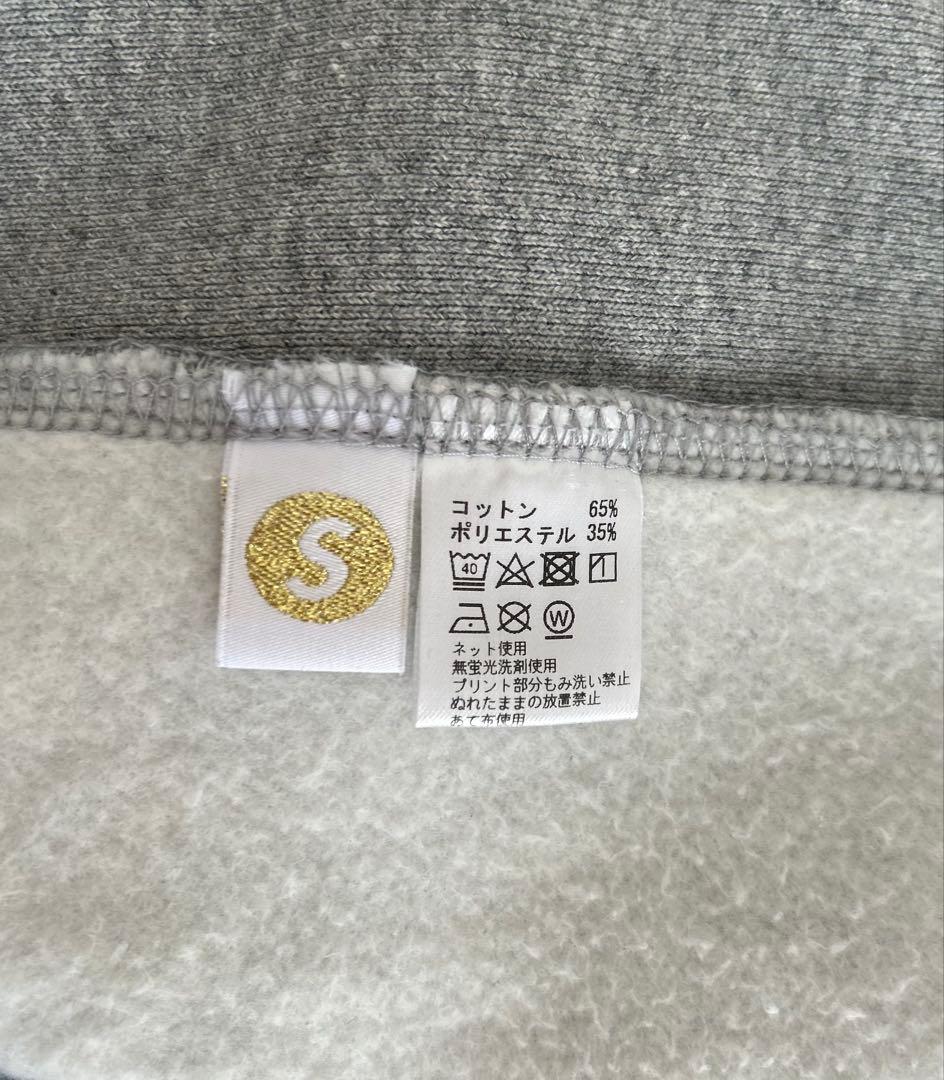 S
コットン 65%
ポリエステル 35%
40
W
ネット使用
無蛍光洗剤使用
プリント部分もみ洗い禁止
ぬれたままの放置禁止
あて布使用